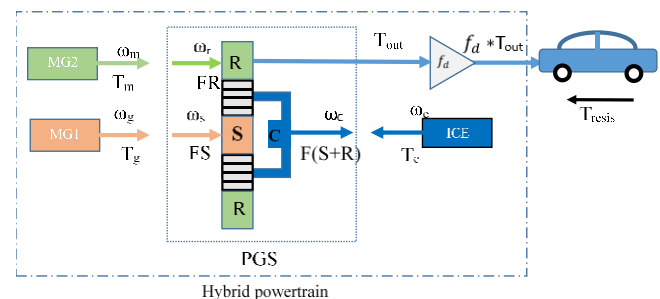 MG2
ωm
Tm
ωr
FR
R
Tout
fd
fd *Tout
Tresis
MG1
ωg
Tg
ωs
FS
S
C
ωc
F(S+R)
ωe
Te
ICE
R
PGS
Hybrid powertrain